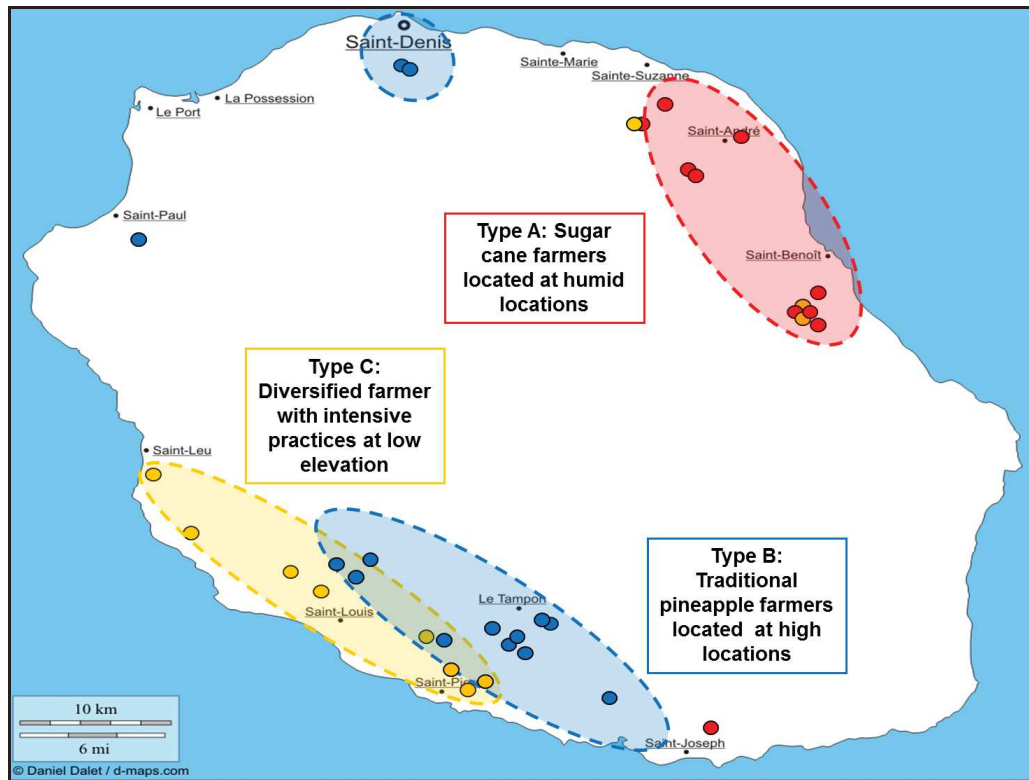 Saint-Denis
Sainte-Marie
Sainte-Suzanne
La Possession
Le Port
Saint-André
Saint-Paul
Type A: Sugar
cane farmers
located at humid
locations
Saint-Benoît
Type C:
Diversified farmer
with intensive
practices at low
elevation
Saint-Leu
Type B:
Traditional
pineapple farmers
located at high
locations
Le Tampon
Saint-Louis
Saint-Pi
Saint-Joseph
10 km
6 mi
© Daniel Dalet / d-maps.com